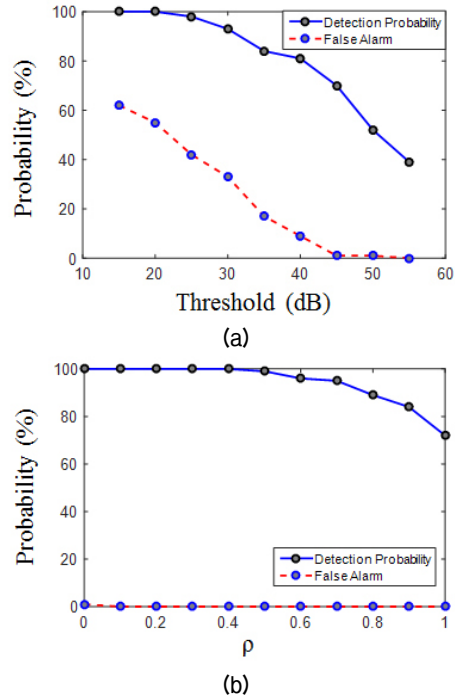 100
Detection Probability
False Alarm
80
60
40
20
0
Probability (%)
10 20 30 40 50 60
Threshold (dB)
(a)
100
80
60
40
20
0
Probability (%)
Detection Probability
False Alarm
0 0.2 0.4 0.6 0.8 1
ρ
(b)